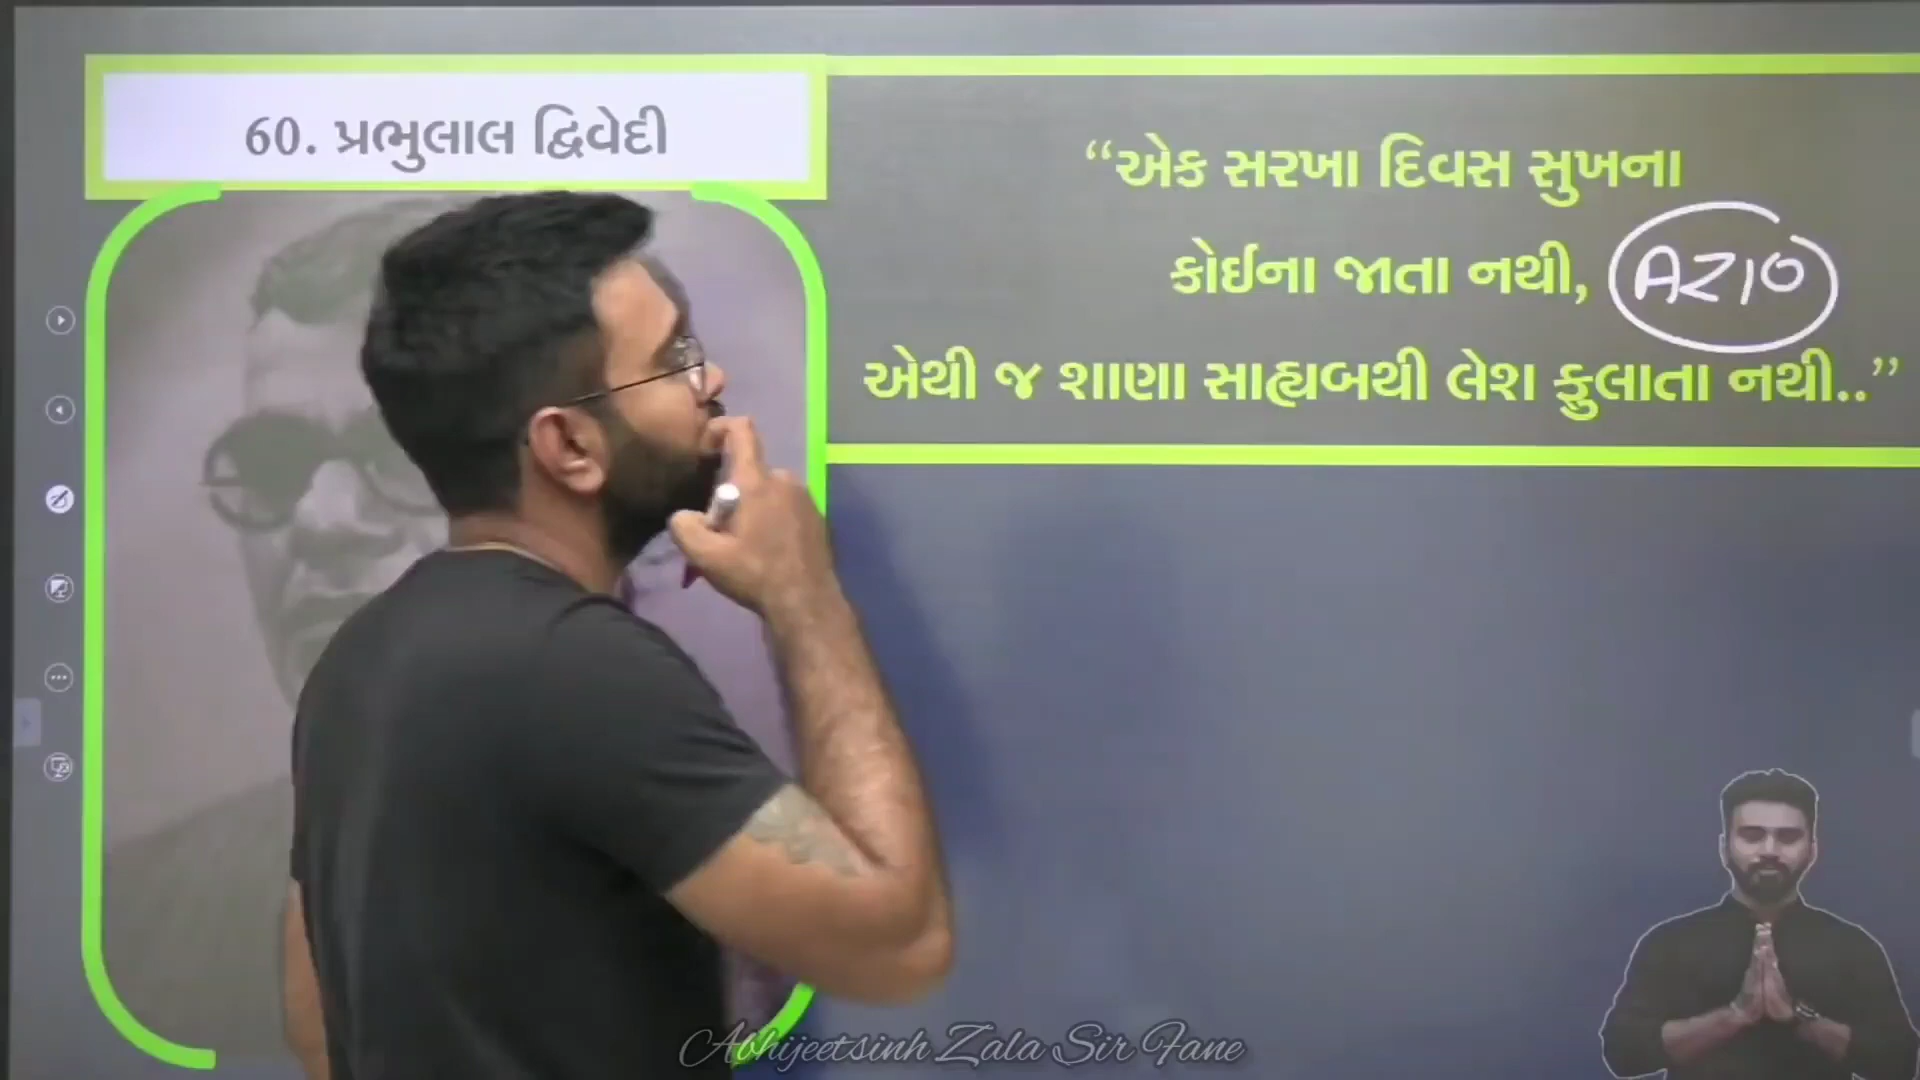 60. પ્રભુલાલ દ્વિવેદી
“એક સરખા દિવસ સુખના
કોઈના જાતા નથી,
AZ10
એથી જ શાણા સાહ્યબથી લેશ ફુલાતા નથી..”
Abhijeetsinh Zala Sir Fane